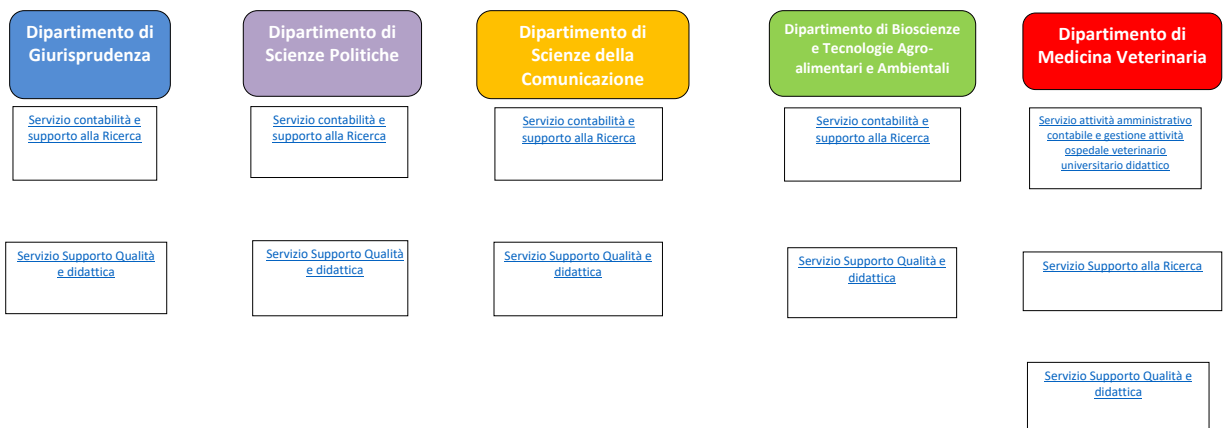 Dipartimento di
Giurisprudenza
Dipartimento di
Scienze Politiche
Dipartimento di
Scienze della
Comunicazione
Dipartimento di Bioscienze
e Tecnologie Agro-
alimentari e Ambientali
Dipartimento di
Medicina Veterinaria
Servizio contabilità e
supporto alla Ricerca
Servizio contabilità e
supporto alla Ricerca
Servizio contabilità e
supporto alla Ricerca
Servizio contabilità e
supporto alla Ricerca
Servizio attività amministrativo
contabile e gestione attività
ospedale veterinario
universitario didattico
Servizio Supporto Qualità
e didattica
Servizio Supporto Qualità
e didattica
Servizio Supporto Qualità e
didattica
Servizio Supporto Qualità e
didattica
Servizio Supporto alla Ricerca
Servizio Supporto Qualità e
didattica